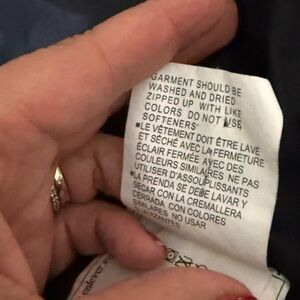 GARMENT SHOULD BE
WASHED AND DRIED
ZIPPED UP WITH LIKE
COLORS DO NOT USE
SOFTENERS
•LE VÊTEMENT DOIT ÊTRE LAVÉ
ET SÉCHÉ AVEC LA FERMETURE
ÉCLAIR FERMÉE AVEC DES
COULEURS SIMILAIRES NE PAS
UTILISER D'ASSOUPLISSANTS
•LA PRENDA SE DEBE LAVAR Y
SECAR CON LA CREMALLERA
CERRADA CON COLORES
SIMILARES NO USAR